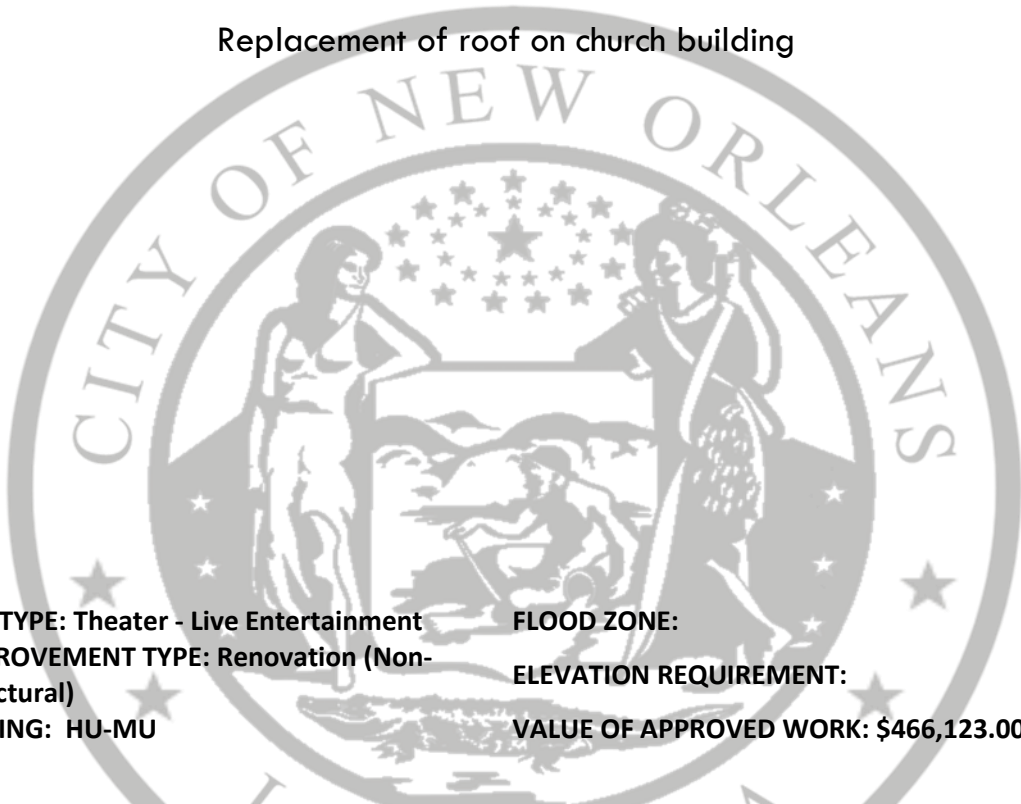 Replacement of roof on church building
CITY OF NEW ORLEANS
TYPE: Theater - Live Entertainment
ROVEMENT TYPE: Renovation (Non-
ctural)
ING: HU-MU
FLOOD ZONE:
ELEVATION REQUIREMENT:
VALUE OF APPROVED WORK: $466,123.00